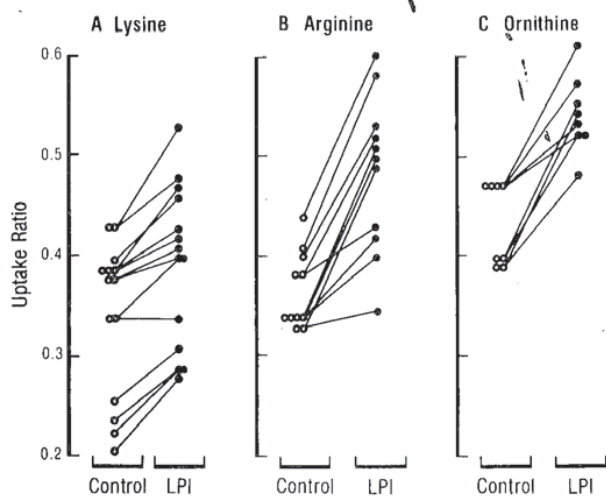 A Lysine
B Arginine
C Ornithine
0.6
0.5
0.4
0.3
0.2
Uptake Ratio
Control LPI
Control LPI
Control LPI